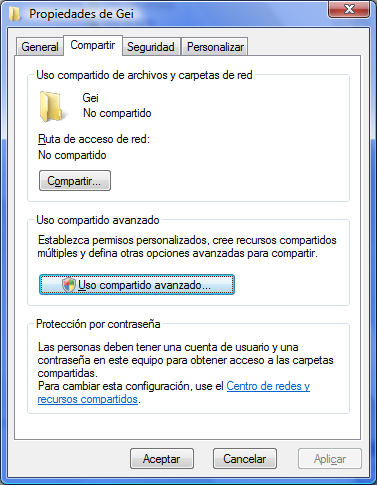 Propiedades de Gei
General Compartir Seguridad Personalizar
Uso compartido de archivos y carpetas de red
Gei
No compartido
Ruta de acceso de red:
No compartido
Compartir...
Uso compartido avanzado
Establezca permisos personalizados, cree recursos compartidos
múltiples y defina otras opciones avanzadas para compartir.
Uso compartido avanzado...
Protección por contraseña
Las personas deben tener una cuenta de usuario y una
contraseña en este equipo para obtener acceso a las carpetas
compartidas.
Para cambiar esta configuración, use el Centro de redes y
recursos compartidos.
Aceptar Cancelar Aplicar